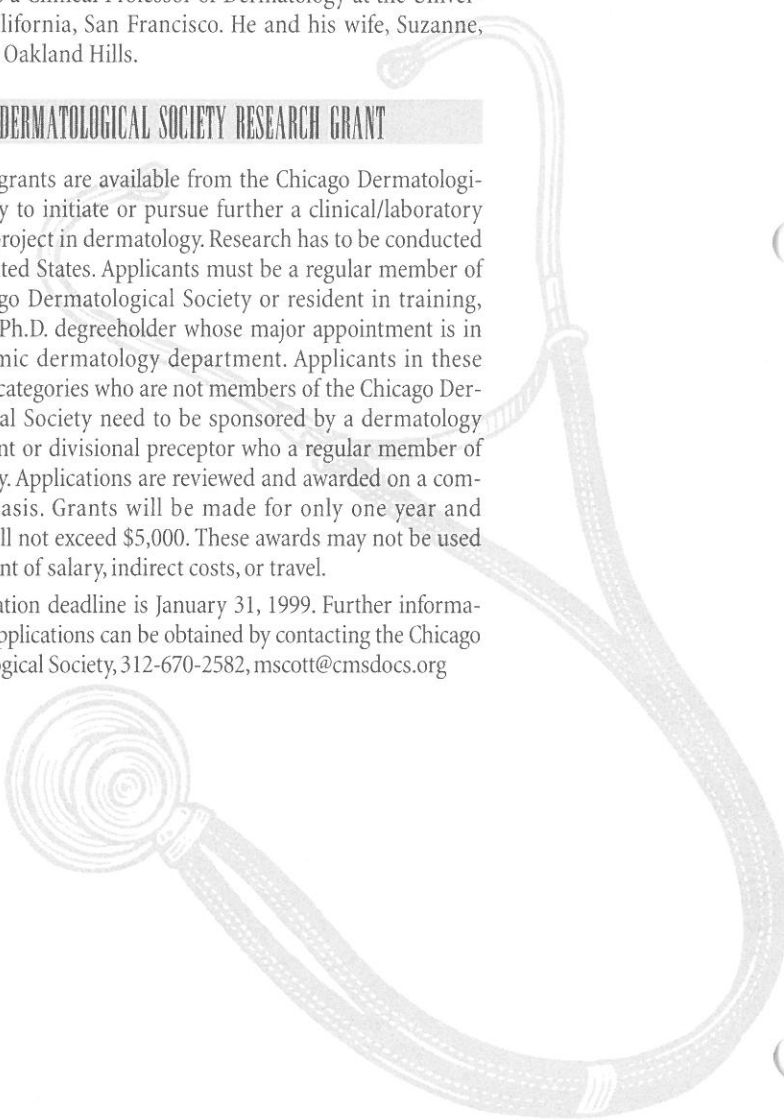 a Clinical Professor of Dermatology at the Univer-
lifornia, San Francisco. He and his wife, Suzanne,
Oakland Hills.
DERMATOLOGICAL SOCIETY RESEARCH GRANT
grants are available from the Chicago Dermatologi-
y to initiate or pursue further a clinical/laboratory
roject in dermatology. Research has to be conducted
ted States. Applicants must be a regular member of
go Dermatological Society or resident in training,
Ph.D. degreeholder whose major appointment is in
mic dermatology department. Applicants in these
categories who are not members of the Chicago Der-
al Society need to be sponsored by a dermatology
nt or divisional preceptor who a regular member of
y. Applications are reviewed and awarded on a com-
asis. Grants will be made for only one year and
ll not exceed $5,000. These awards may not be used
nt of salary, indirect costs, or travel.
ation deadline is January 31, 1999. Further informa-
pplications can be obtained by contacting the Chicago
gical Society, 312-670-2582, mscott@cmsdocs.org